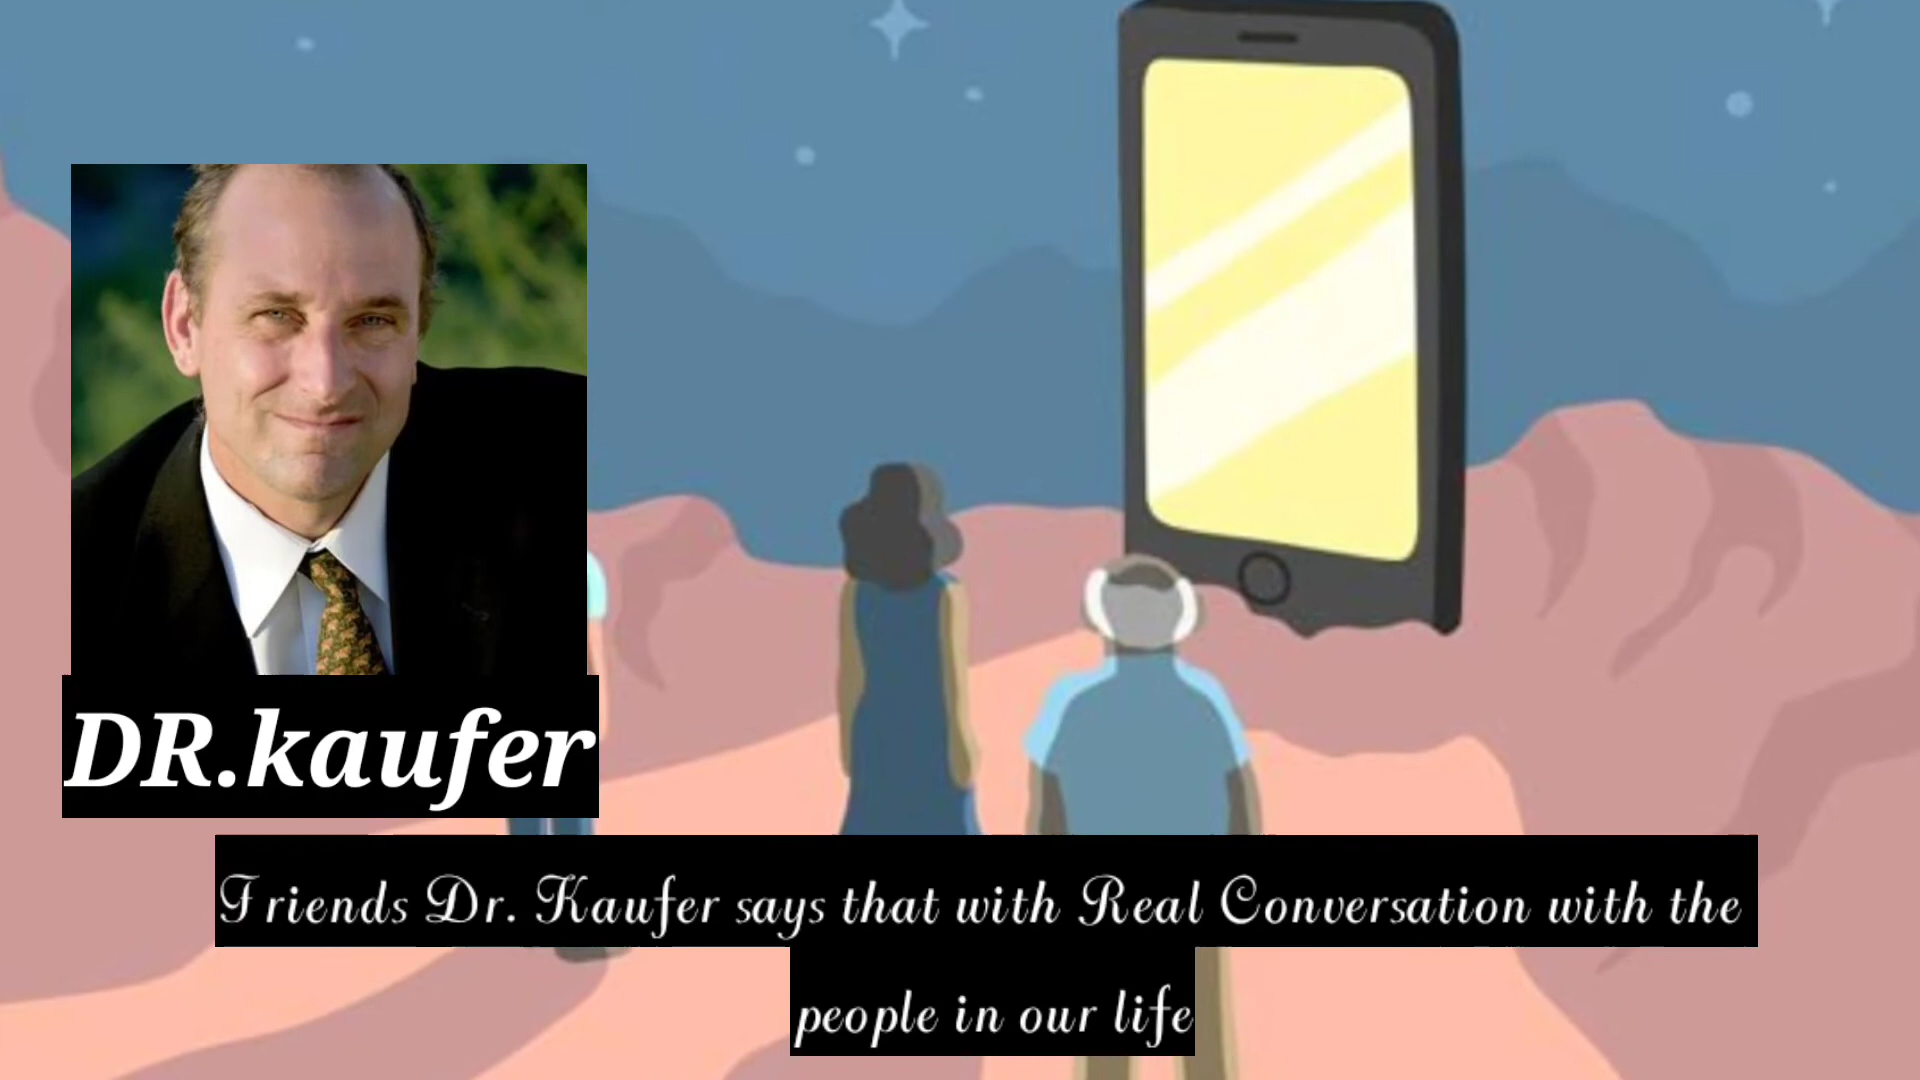 DR.kaufer
Friends Dr. Kaufer says that with Real Conversation with the
people in our life